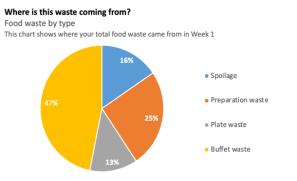 Where is this waste coming from?
Food waste by type
This chart shows where your total food waste came from in Week 1
16%
25%
13%
47%
Spoilage
Preparation waste
Plate waste
Buffet waste